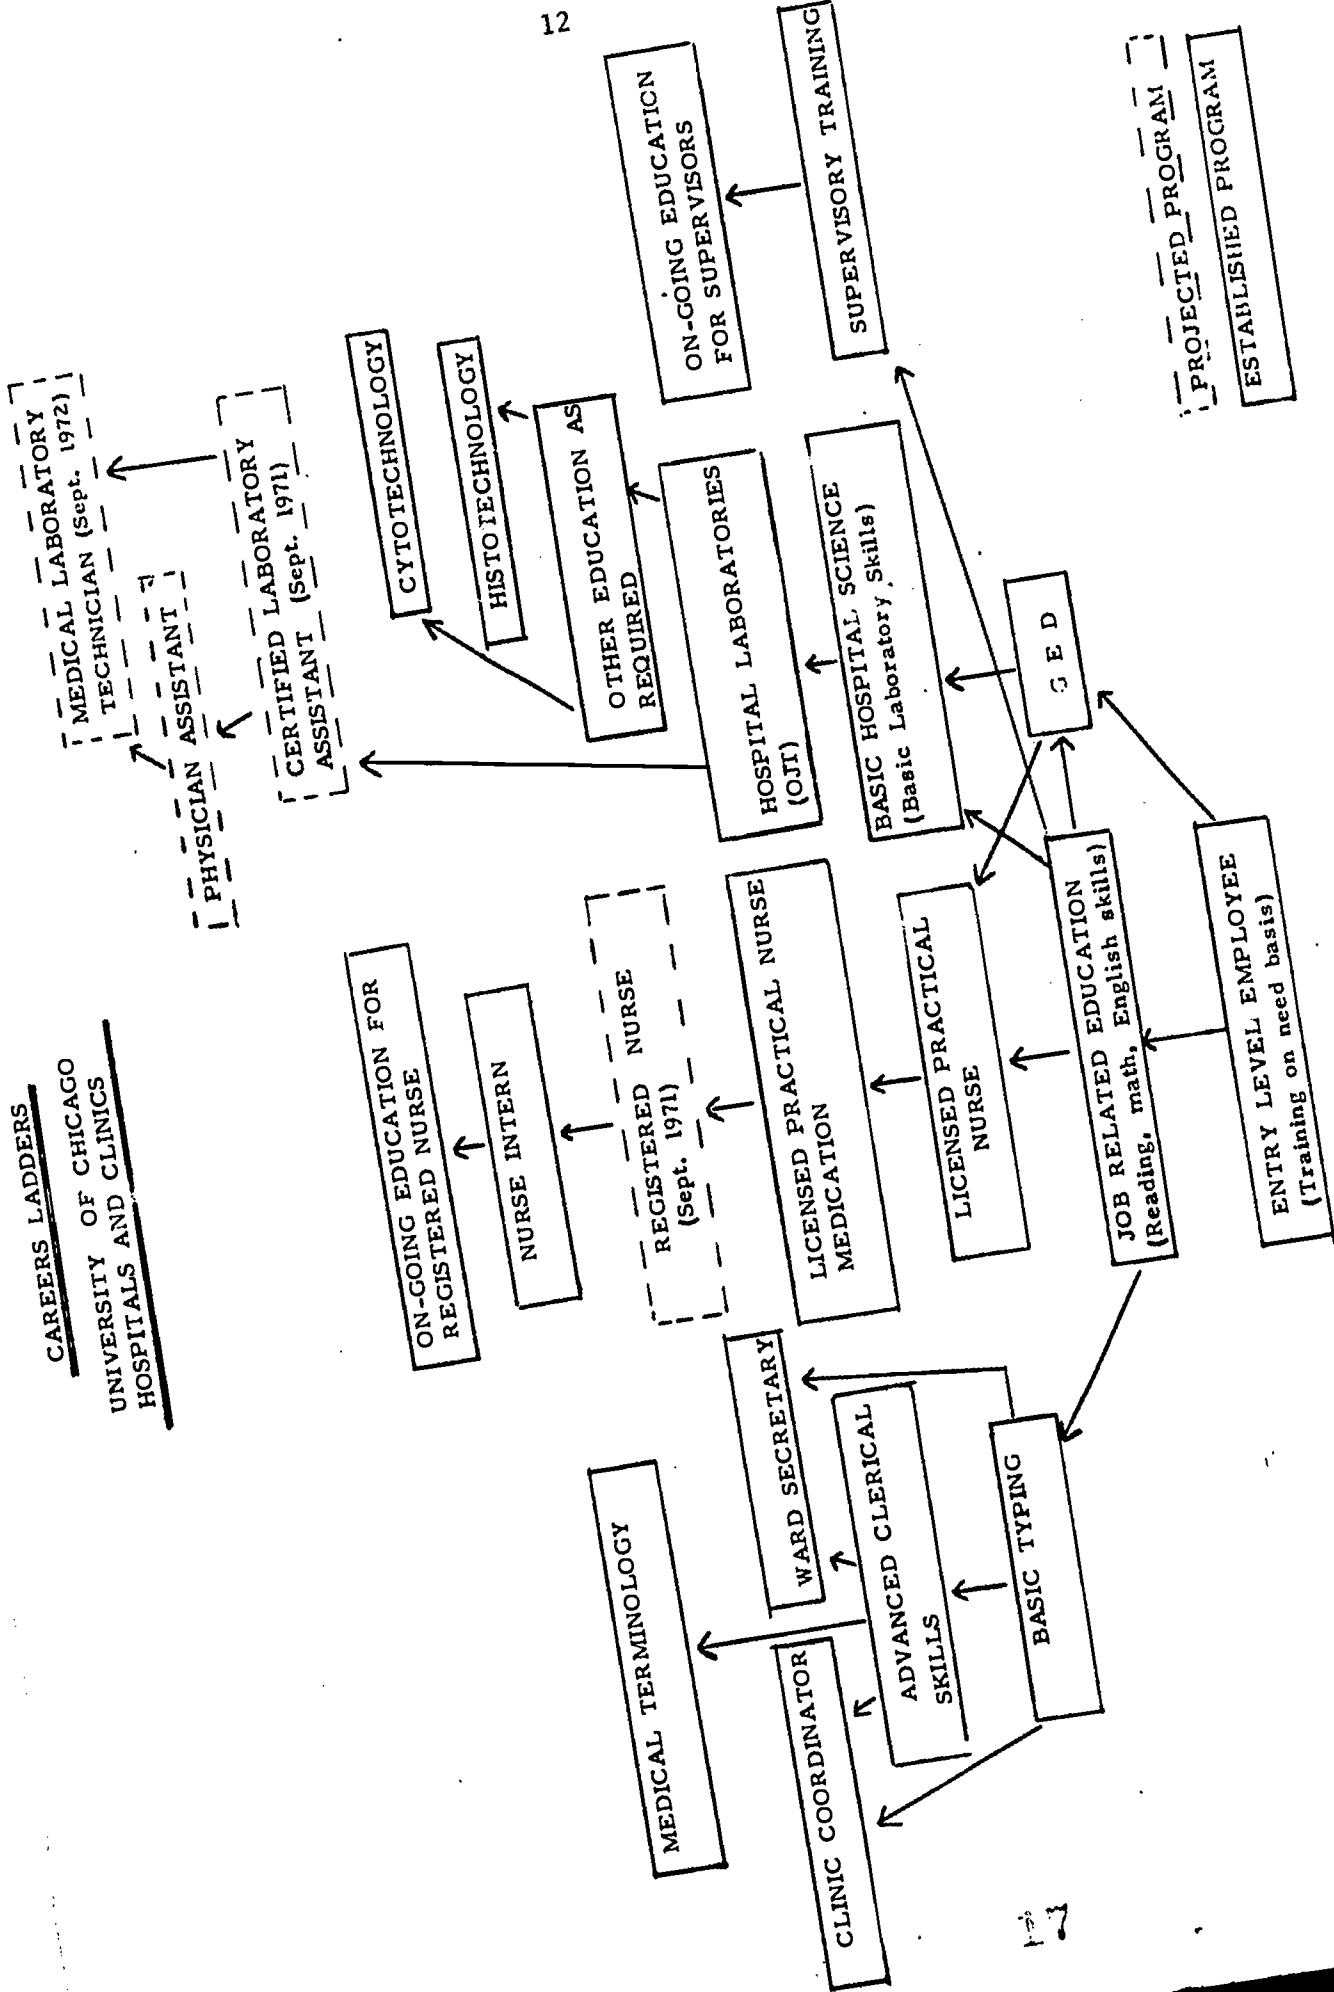 12
CAREERS LADDERS
UNIVERSITY OF CHICAGO
HOSPITALS AND CLINICS
MEDICAL LABORATORY
TECHNICIAN (Sept. 1972)
PHYSICIAN ASSISTANT
CERTIFIED LABORATORY
ASSISTANT (Sept. 1971)
CYTOTECHNOLOGY
HISTOTECHNOLOGY
OTHER EDUCATION AS
REQUIRED
HOSPITAL LABORATORIES
(OJT)
BASIC HOSPITAL SCIENCE
(Basic Laboratory Skills)
G E D
ON-GOING EDUCATION
FOR SUPERVISORS
SUPERVISORY TRAINING
ON-GOING EDUCATION FOR
REGISTERED NURSE
NURSE INTERN
REGISTERED NURSE
(Sept. 1971)
LICENSED PRACTICAL NURSE
MEDICATION
LICENSED PRACTICAL
NURSE
JOB RELATED EDUCATION
(Reading, math, English skills)
ENTRY LEVEL EMPLOYEE
(Training on need basis)
MEDICAL TERMINOLOGY
WARD SECRETARY
CLINIC COORDINATOR
ADVANCED CLERICAL
SKILLS
BASIC TYPING
PROJECTED PROGRAM
ESTABLISHED PROGRAM
17